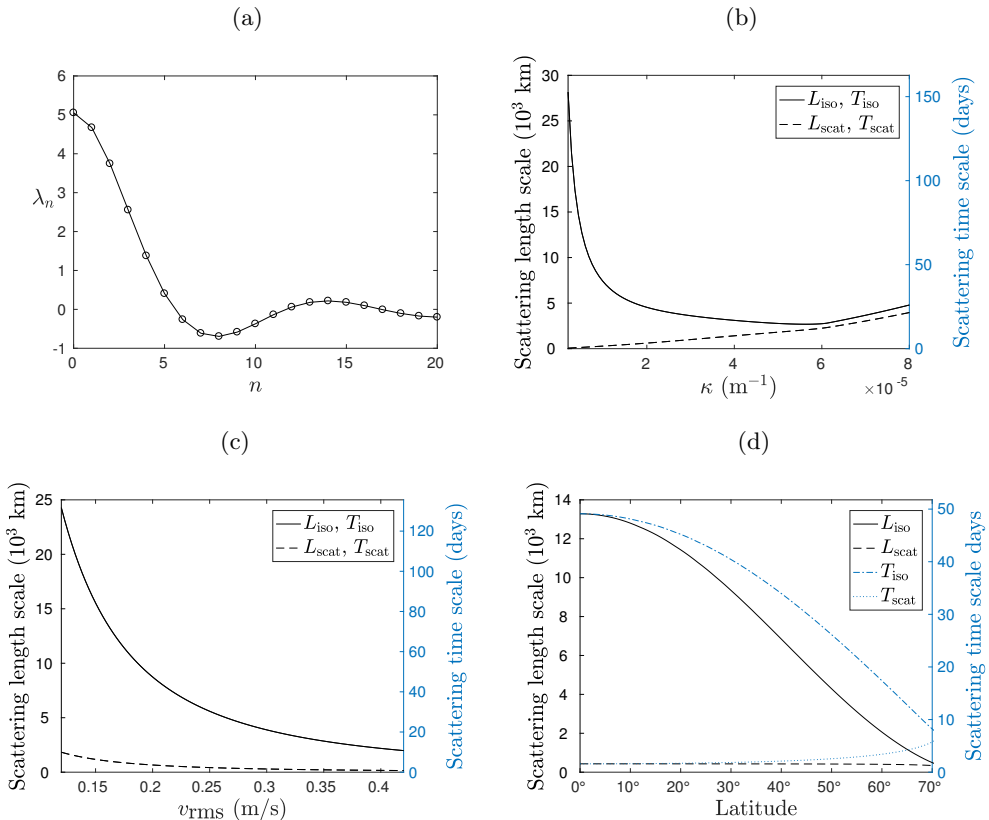 (a)
6
5
4
3
2
1
0
-1
λn
0 5 10 15 20
n
(b)
Scattering length scale (10³ km)
30
25
20
15
10
5
0
Liso, Tiso
Lscat, Tscat
150
100
50
0
Scattering time scale (days)
2 4 6 8
κ (m⁻¹)
×10⁻⁵
(c)
Scattering length scale (10³ km)
25
20
15
10
5
0
Liso, Tiso
Lscat, Tscat
120
100
80
60
40
20
0
Scattering time scale (days)
0.15 0.2 0.25 0.3 0.35 0.4
vrms (m/s)
(d)
Scattering length scale (10³ km)
14
12
10
8
6
4
2
0
Liso
Lscat
Tiso
Tscat
50
40
30
20
10
0
Scattering time scale days
0° 10° 20° 30° 40° 50° 60° 70°
Latitude